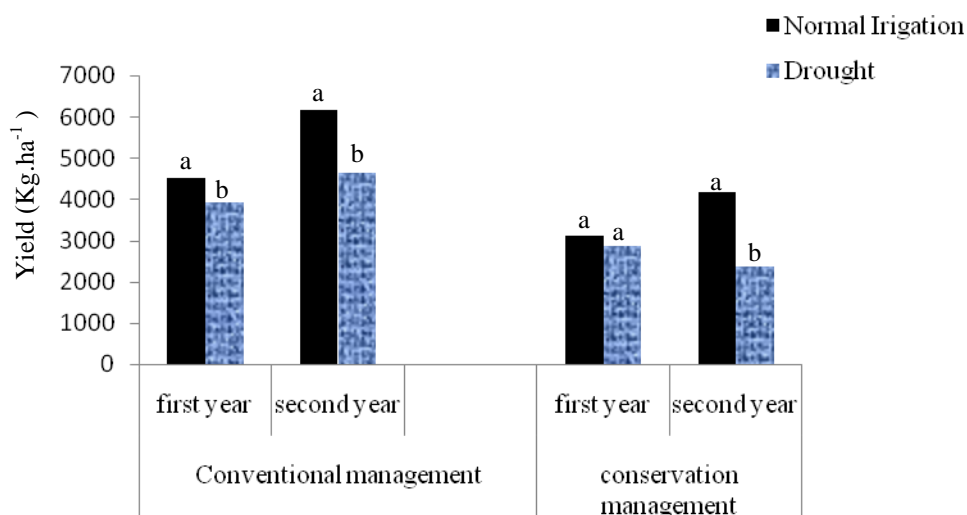 Normal Irigation
Drought
Yield (Kg.ha⁻¹ )
7000
6000
5000
4000
3000
2000
1000
0
a
b
a
b
a
a
a
b
first year
second year
first year
second year
Conventional management
conservation
management